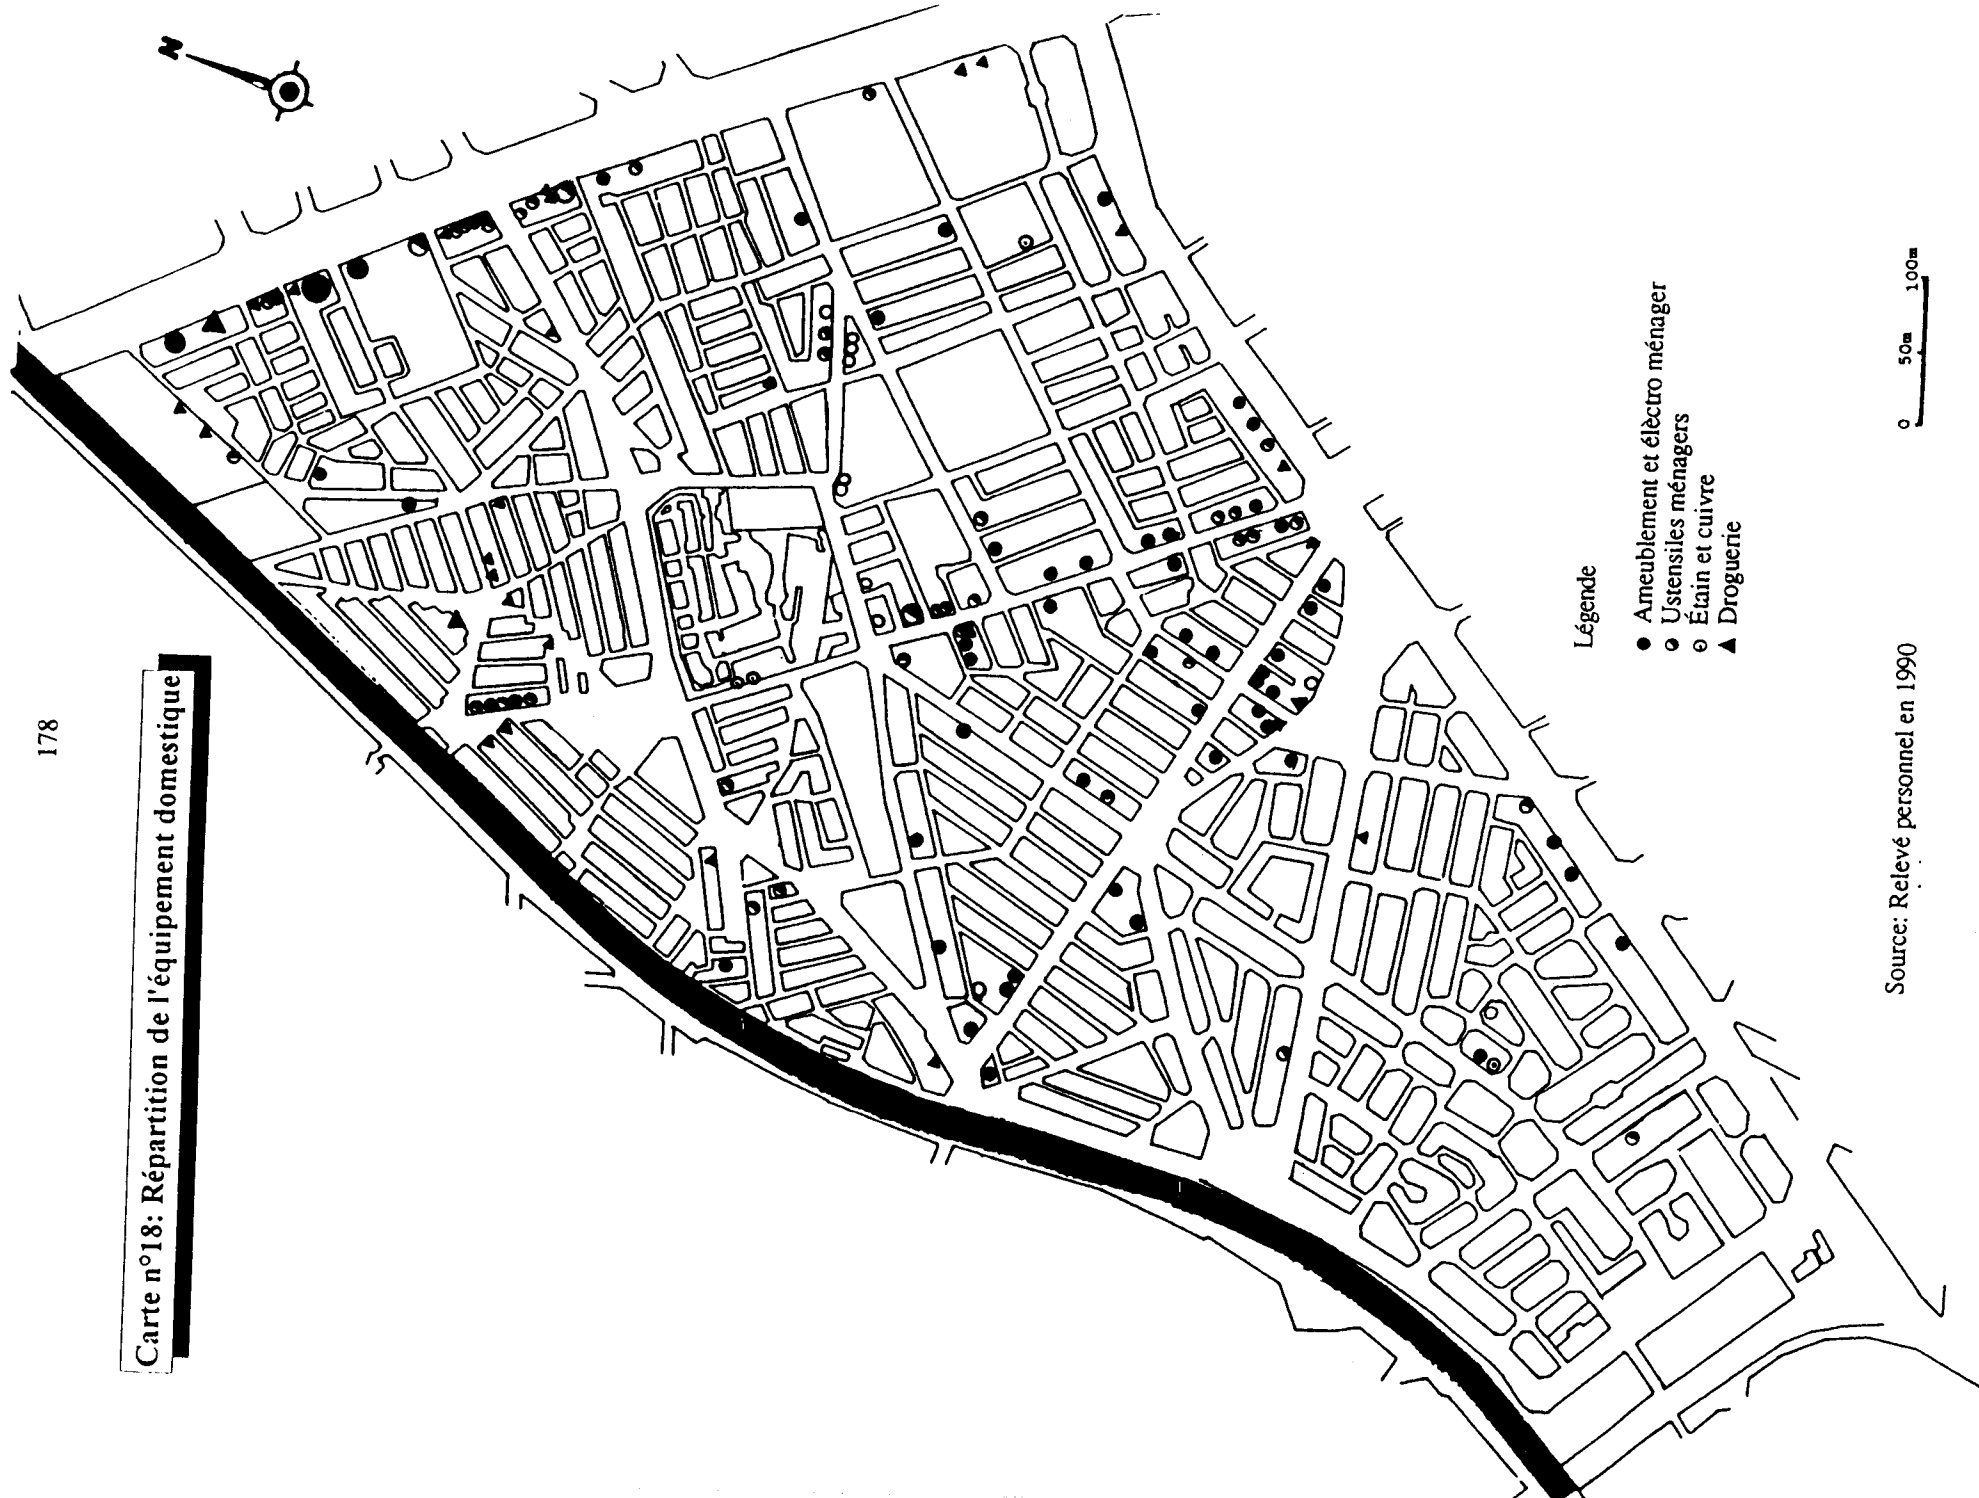 178
Carte n°18: Répartition de l'équipement domestique
N
Légende
Ameublement et élèctro ménager
Ustensiles ménagers
Étain et cuivre
Droguerie
0 50m 100m
Source: Relevé personnel en 1990